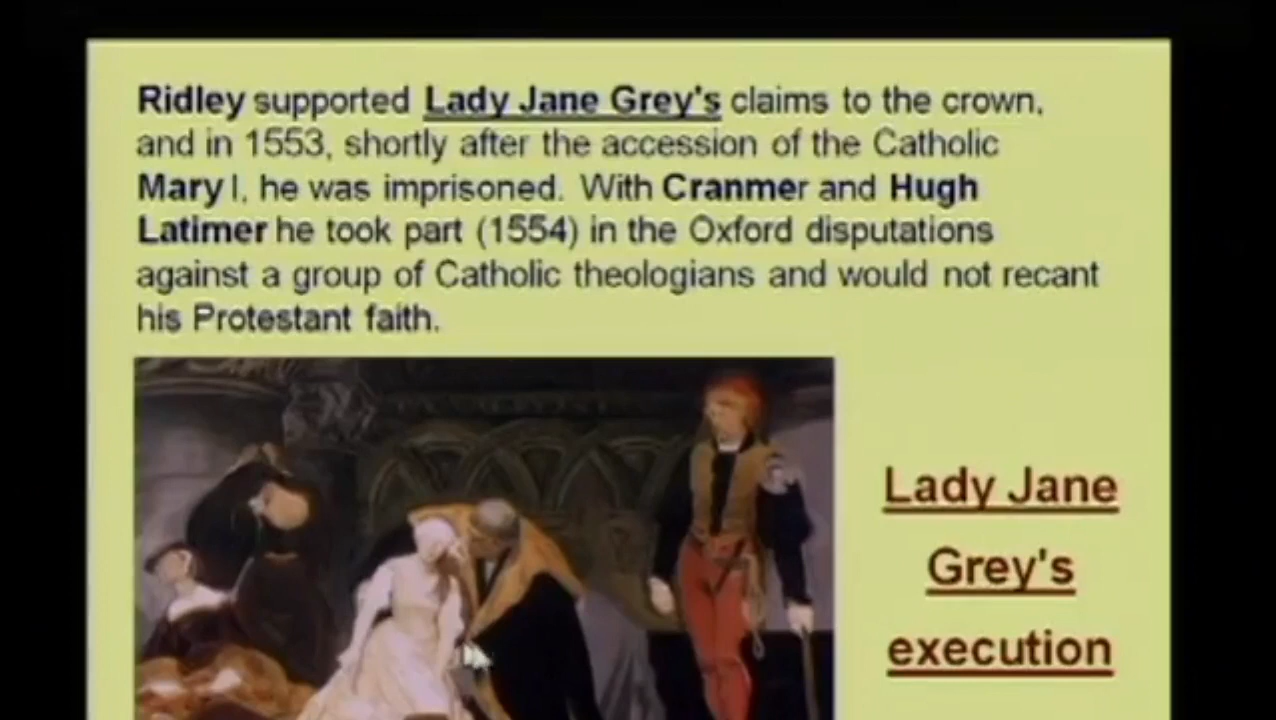 Ridley supported Lady Jane Grey's claims to the crown,
and in 1553, shortly after the accession of the Catholic
Mary I, he was imprisoned. With Cranmer and Hugh
Latimer he took part (1554) in the Oxford disputations
against a group of Catholic theologians and would not recant
his Protestant faith.
Lady Jane
Grey's
execution